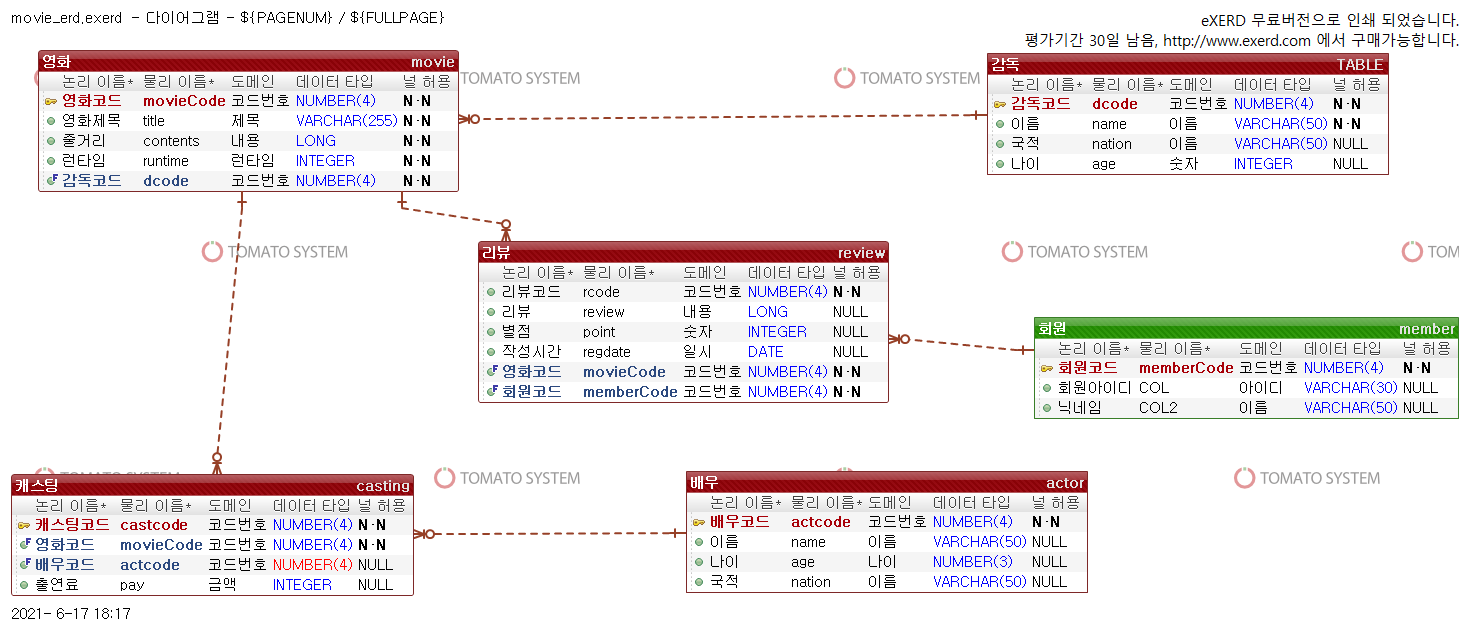 movie_erd.exerd - 다이어그램 - ${PAGENUM} / ${FULLPAGE}
eXERD 무료버전으로 인쇄 되었습니다.
평가기간 30일 남음, http://www.exerd.com 에서 구매가능합니다.
영화 movie
논리 이름* 물리 이름* 도메인 데이터 타입 널 허용
영화코드 movieCode 코드번호 NUMBER(4) N-N
영화제목 title 제목 VARCHAR(255) N-N
줄거리 contents 내용 LONG N-N
런타임 runtime 런타임 INTEGER N-N
감독코드 dcode 코드번호 NUMBER(4) N-N
TOMATO SYSTEM
TOMATO SYSTEM
감독 TABLE
논리 이름* 물리 이름* 도메인 데이터 타입 널 허용
감독코드 dcode 코드번호 NUMBER(4) N-N
이름 name 이름 VARCHAR(50) N-N
국적 nation 이름 VARCHAR(50) NULL
나이 age 숫자 INTEGER NULL
TOMATO SYSTEM
TOMATO SYSTEM
TOM
리뷰 review
논리 이름* 물리 이름* 도메인 데이터 타입 널 허용
리뷰코드 rcode 코드번호 NUMBER(4) N-N
리뷰 review 내용 LONG NULL
별점 point 숫자 INTEGER NULL
작성시간 regdate 일시 DATE NULL
영화코드 movieCode 코드번호 NUMBER(4) N-N
회원코드 memberCode 코드번호 NUMBER(4) N-N
회원 member
논리 이름* 물리 이름* 도메인 데이터 타입 널 허용
회원코드 memberCode 코드번호 NUMBER(4) N-N
회원아이디 COL 아이디 VARCHAR(30) NULL
닉네임 COL2 이름 VARCHAR(50) NULL
TOMATO SYSTEM
TOMATO SYSTEM
캐스팅 casting
논리 이름* 물리 이름* 도메인 데이터 타입 널 허용
캐스팅코드 castcode 코드번호 NUMBER(4) N-N
영화코드 movieCode 코드번호 NUMBER(4) N-N
배우코드 actcode 코드번호 NUMBER(4) NULL
출연료 pay 금액 INTEGER NULL
배우 actor
논리 이름* 물리 이름* 도메인 데이터 타입 널 허용
배우코드 actcode 코드번호 NUMBER(4) N-N
이름 name 이름 VARCHAR(50) NULL
나이 age 나이 NUMBER(3) NULL
국적 nation 이름 VARCHAR(50) NULL
TOMATO SYSTEM
2021- 6-17 18:17